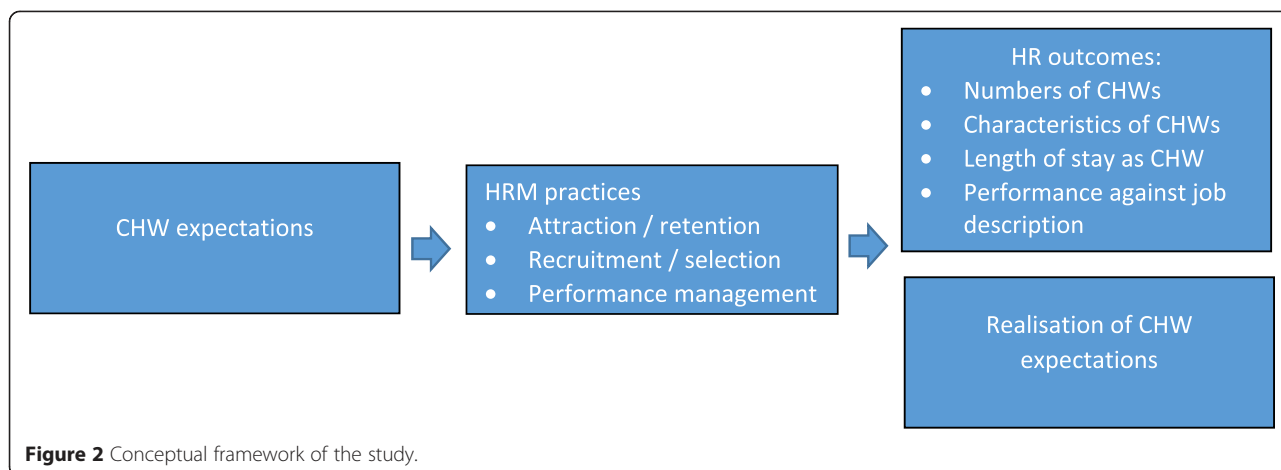 CHW expectations
HRM practices
• Attraction / retention
• Recruitment / selection
• Performance management
HR outcomes:
• Numbers of CHWs
• Characteristics of CHWs
• Length of stay as CHW
• Performance against job
description
Realisation of CHW
expectations
Figure 2 Conceptual framework of the study.